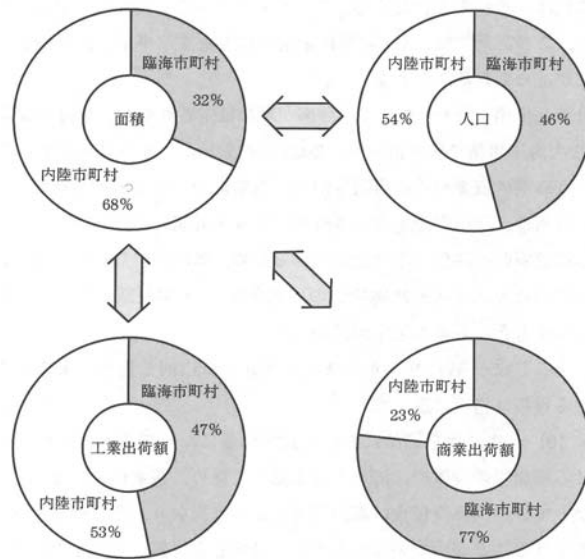 臨海市町村
32%
面積
内陸市町村
68%
内陸市町村
臨海市町村
54%
人口
46%
臨海市町村
47%
工業出荷額
内陸市町村
53%
内陸市町村
23%
商業出荷額
臨海市町村
77%